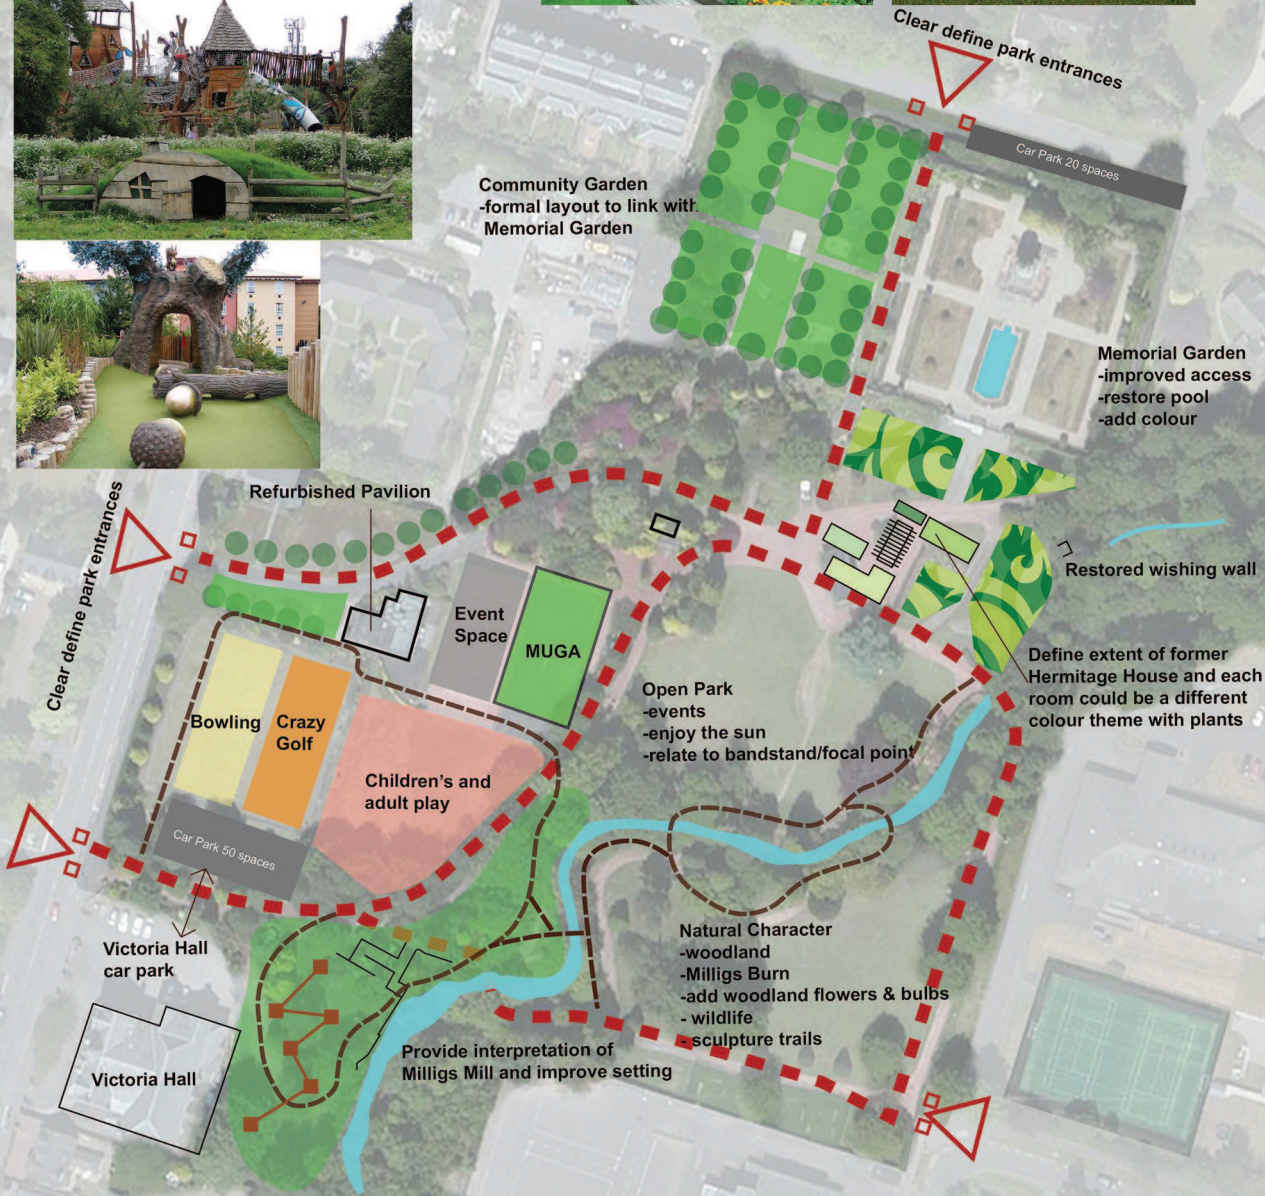 Clear define park entrances
Car Park 20 spaces
Community Garden
-formal layout to link with
Memorial Garden
Memorial Garden
-improved access
-restore pool
-add colour
Refurbished Pavilion
Clear define park entrances
Restored wishing wall
Event
Space
MUGA
Define extent of former
Hermitage House and each
room could be a different
colour theme with plants
Open Park
-events
-enjoy the sun
-relate to bandstand/focal point
Bowling
Crazy
Golf
Children's and
adult play
Car Park 50 spaces
Victoria Hall
car park
Natural Character
-woodland
-Milligs Burn
-add woodland flowers & bulbs
- wildlife
- sculpture trails
Provide interpretation of
Milligs Mill and improve setting
Victoria Hall